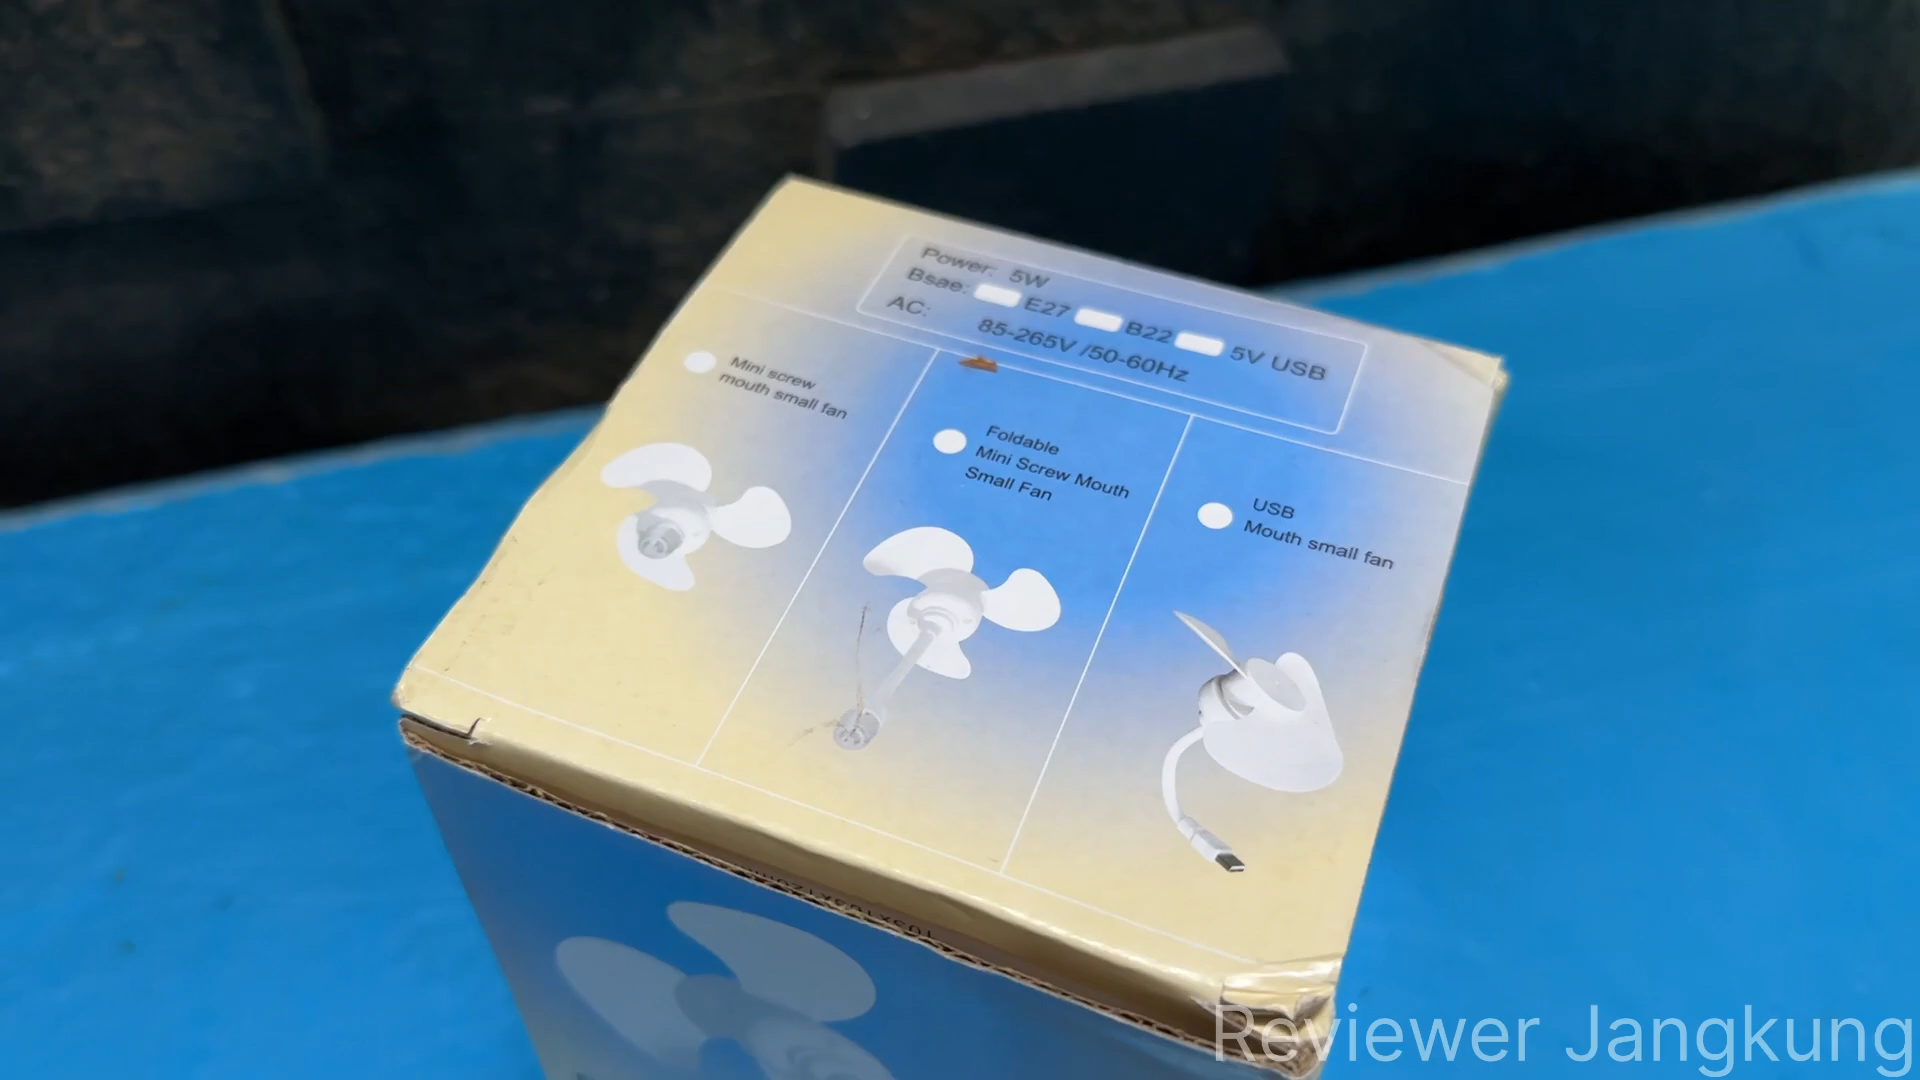 Power: 5W
Bsae: E27 B22 5V USB
AC: 85-265V /50-60Hz
Mini screw
mouth small fan
Foldable
Mini Screw Mouth
Small Fan
USB
Mouth small fan
Reviewer Jangkung